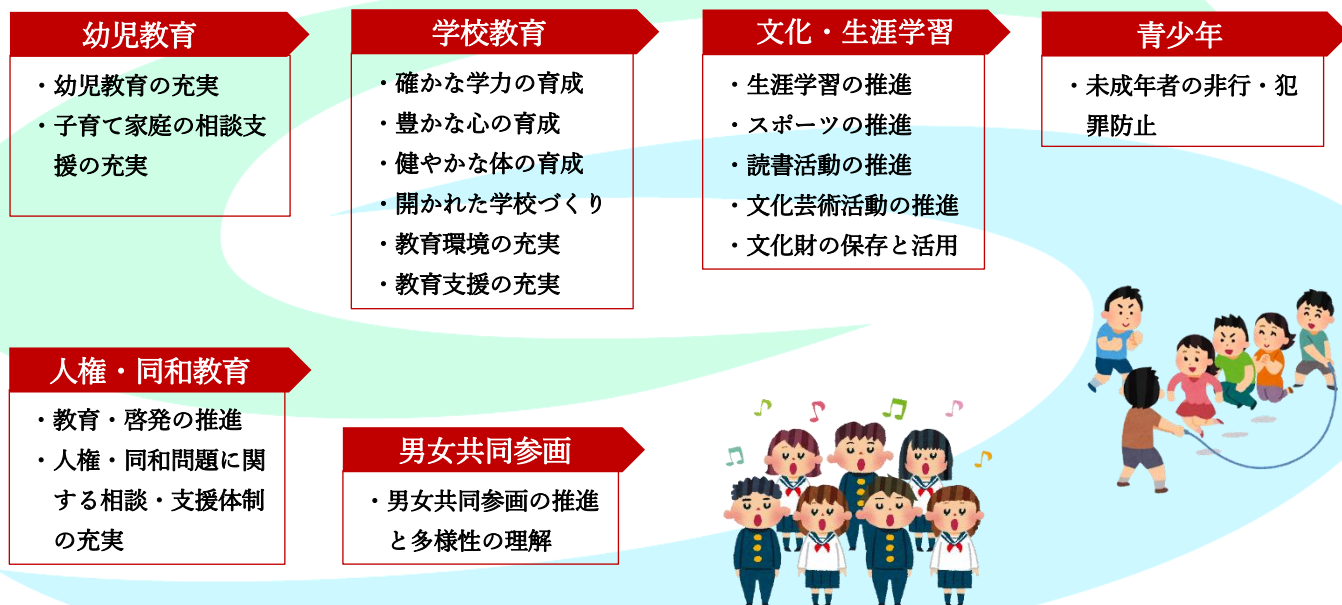 幼児教育
・幼児教育の充実
・子育て家庭の相談支
援の充実
学校教育
・確かな学力の育成
・豊かな心の育成
・健やかな体の育成
・開かれた学校づくり
・教育環境の充実
・教育支援の充実
文化・生涯学習
・生涯学習の推進
・スポーツの推進
・読書活動の推進
・文化芸術活動の推進
・文化財の保存と活用
青少年
・未成年者の非行・犯
罪防止
人権・同和教育
・教育・啓発の推進
・人権・同和問題に関
する相談・支援体制
の充実
男女共同参画
・男女共同参画の推進
と多様性の理解